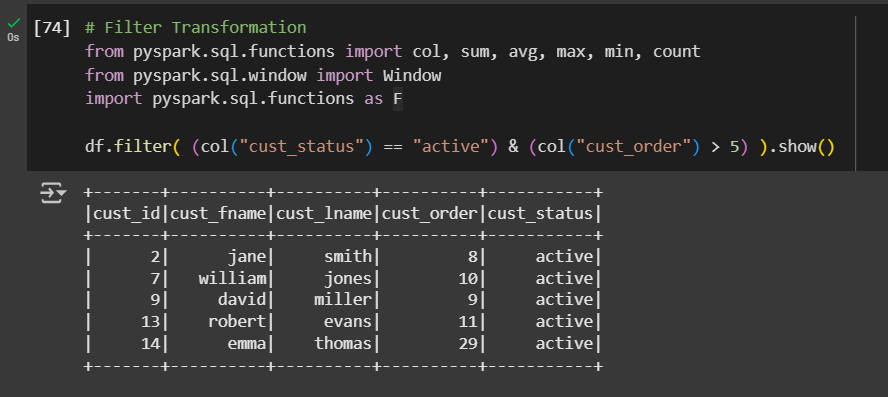 [74] # Filter Transformation
from pyspark.sql.functions import col, sum, avg, max, min, count
from pyspark.sql.window import Window
import pyspark.sql.functions as F
df.filter( (col("cust_status") == "active") & (col("cust_order") > 5) ).show()
0s
+-------+----------+----------+----------+-----------+
|cust_id|cust_fname|cust_lname|cust_order|cust_status|
+-------+----------+----------+----------+-----------+
|      2|      jane|     smith|         8|     active|
|      7|   william|     jones|        10|     active|
|      9|     david|    miller|         9|     active|
|     13|    robert|     evans|        11|     active|
|     14|      emma|    thomas|        29|     active|
+-------+----------+----------+----------+-----------+